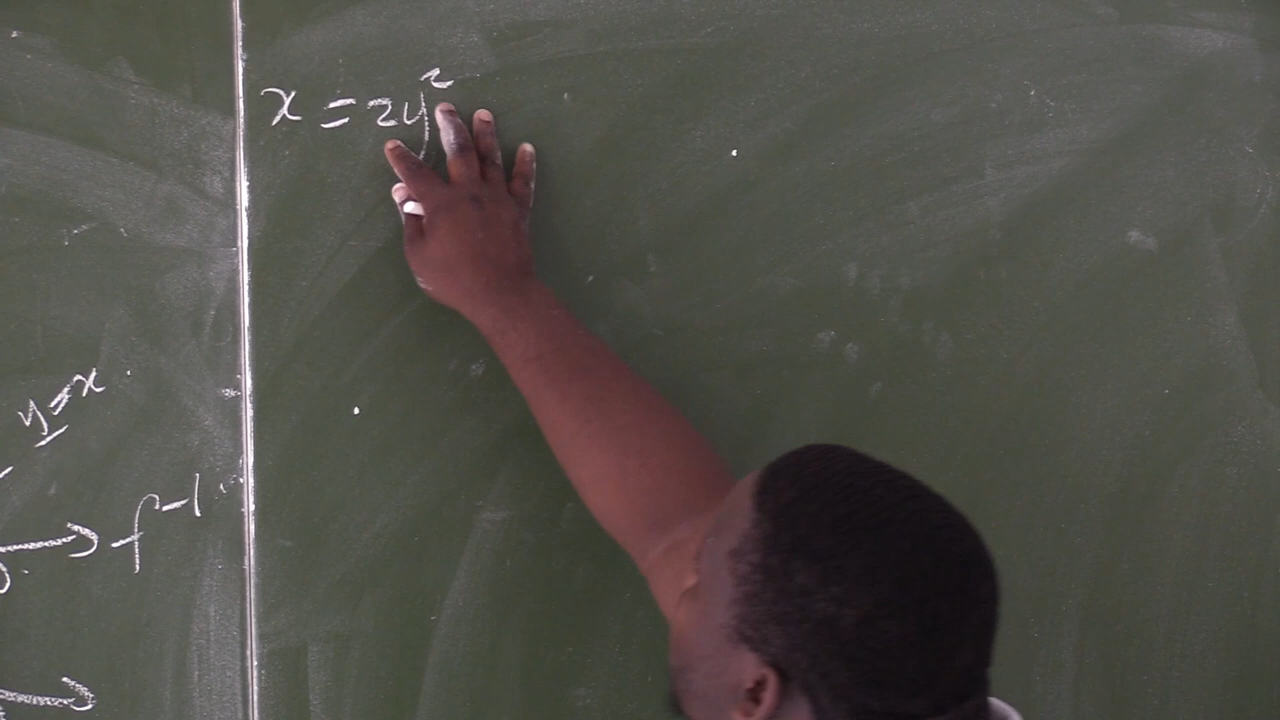 x = 2y²
y = x
f⁻¹